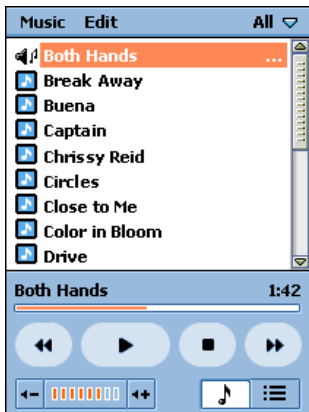 Music Edit All
Both Hands ...
Break Away
Buena
Captain
Chrissy Reid
Circles
Close to Me
Color in Bloom
Drive
Both Hands 1:42